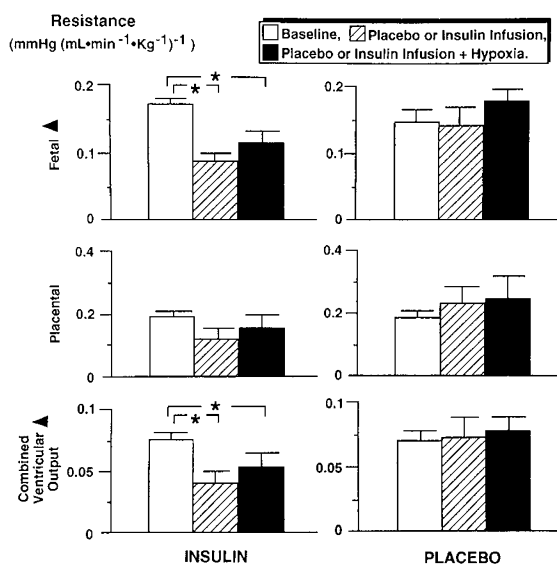 Resistance
(mmHg (mL•min -1•Kg-1)-1)
Baseline, Placebo or Insulin Infusion,
Placebo or Insulin Infusion + Hypoxia.
Fetal ▲
0.2
0.1
0
* *
0.2
0.1
0
Placental
0.4
0.2
0
0.4
0.2
0
Combined
Ventricular ▲
Output
0.1
0.05
0
* *
0.1
0.05
0
INSULIN
PLACEBO